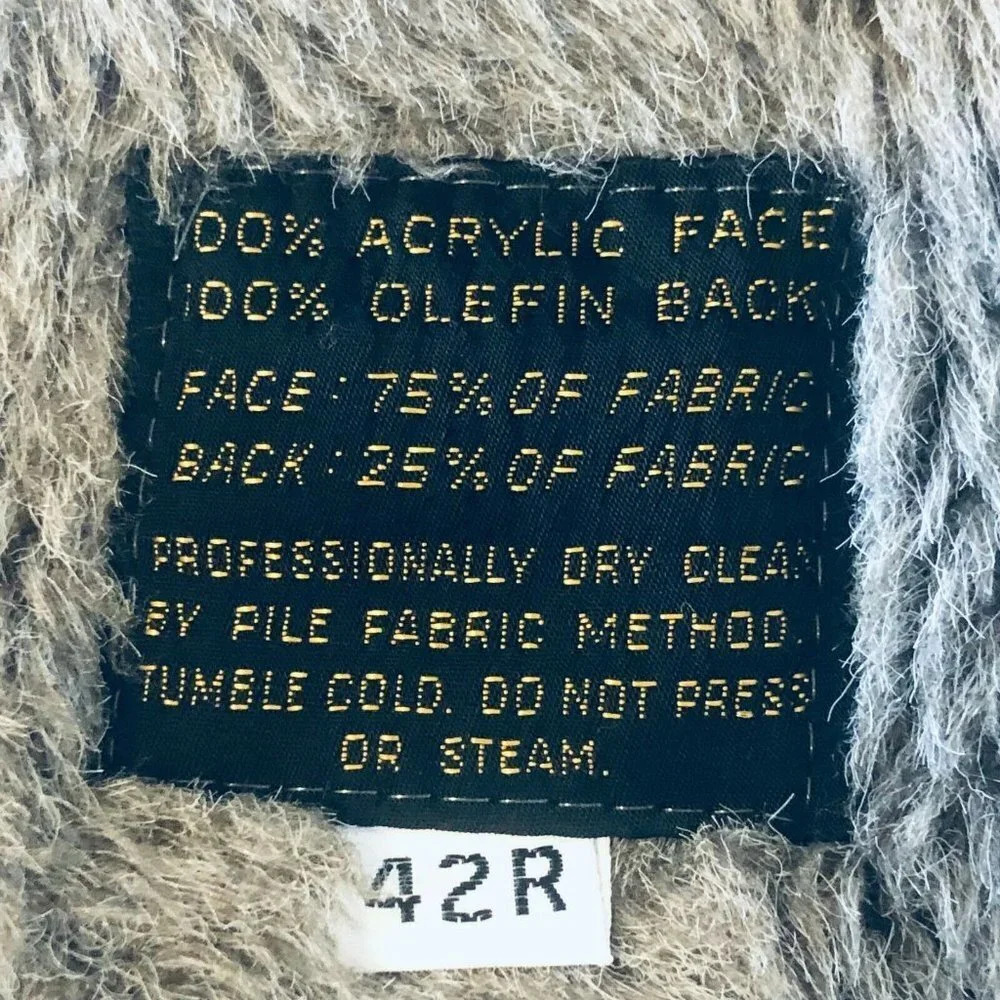 100% ACRYLIC FACE
100% OLEFIN BACK
FACE: 75% OF FABRIC
BACK: 25% OF FABRIC
PROFESSIONALLY DRY CLEAN
BY PILE FABRIC METHOD.
TUMBLE COLD. DO NOT PRESS
OR STEAM.
42R